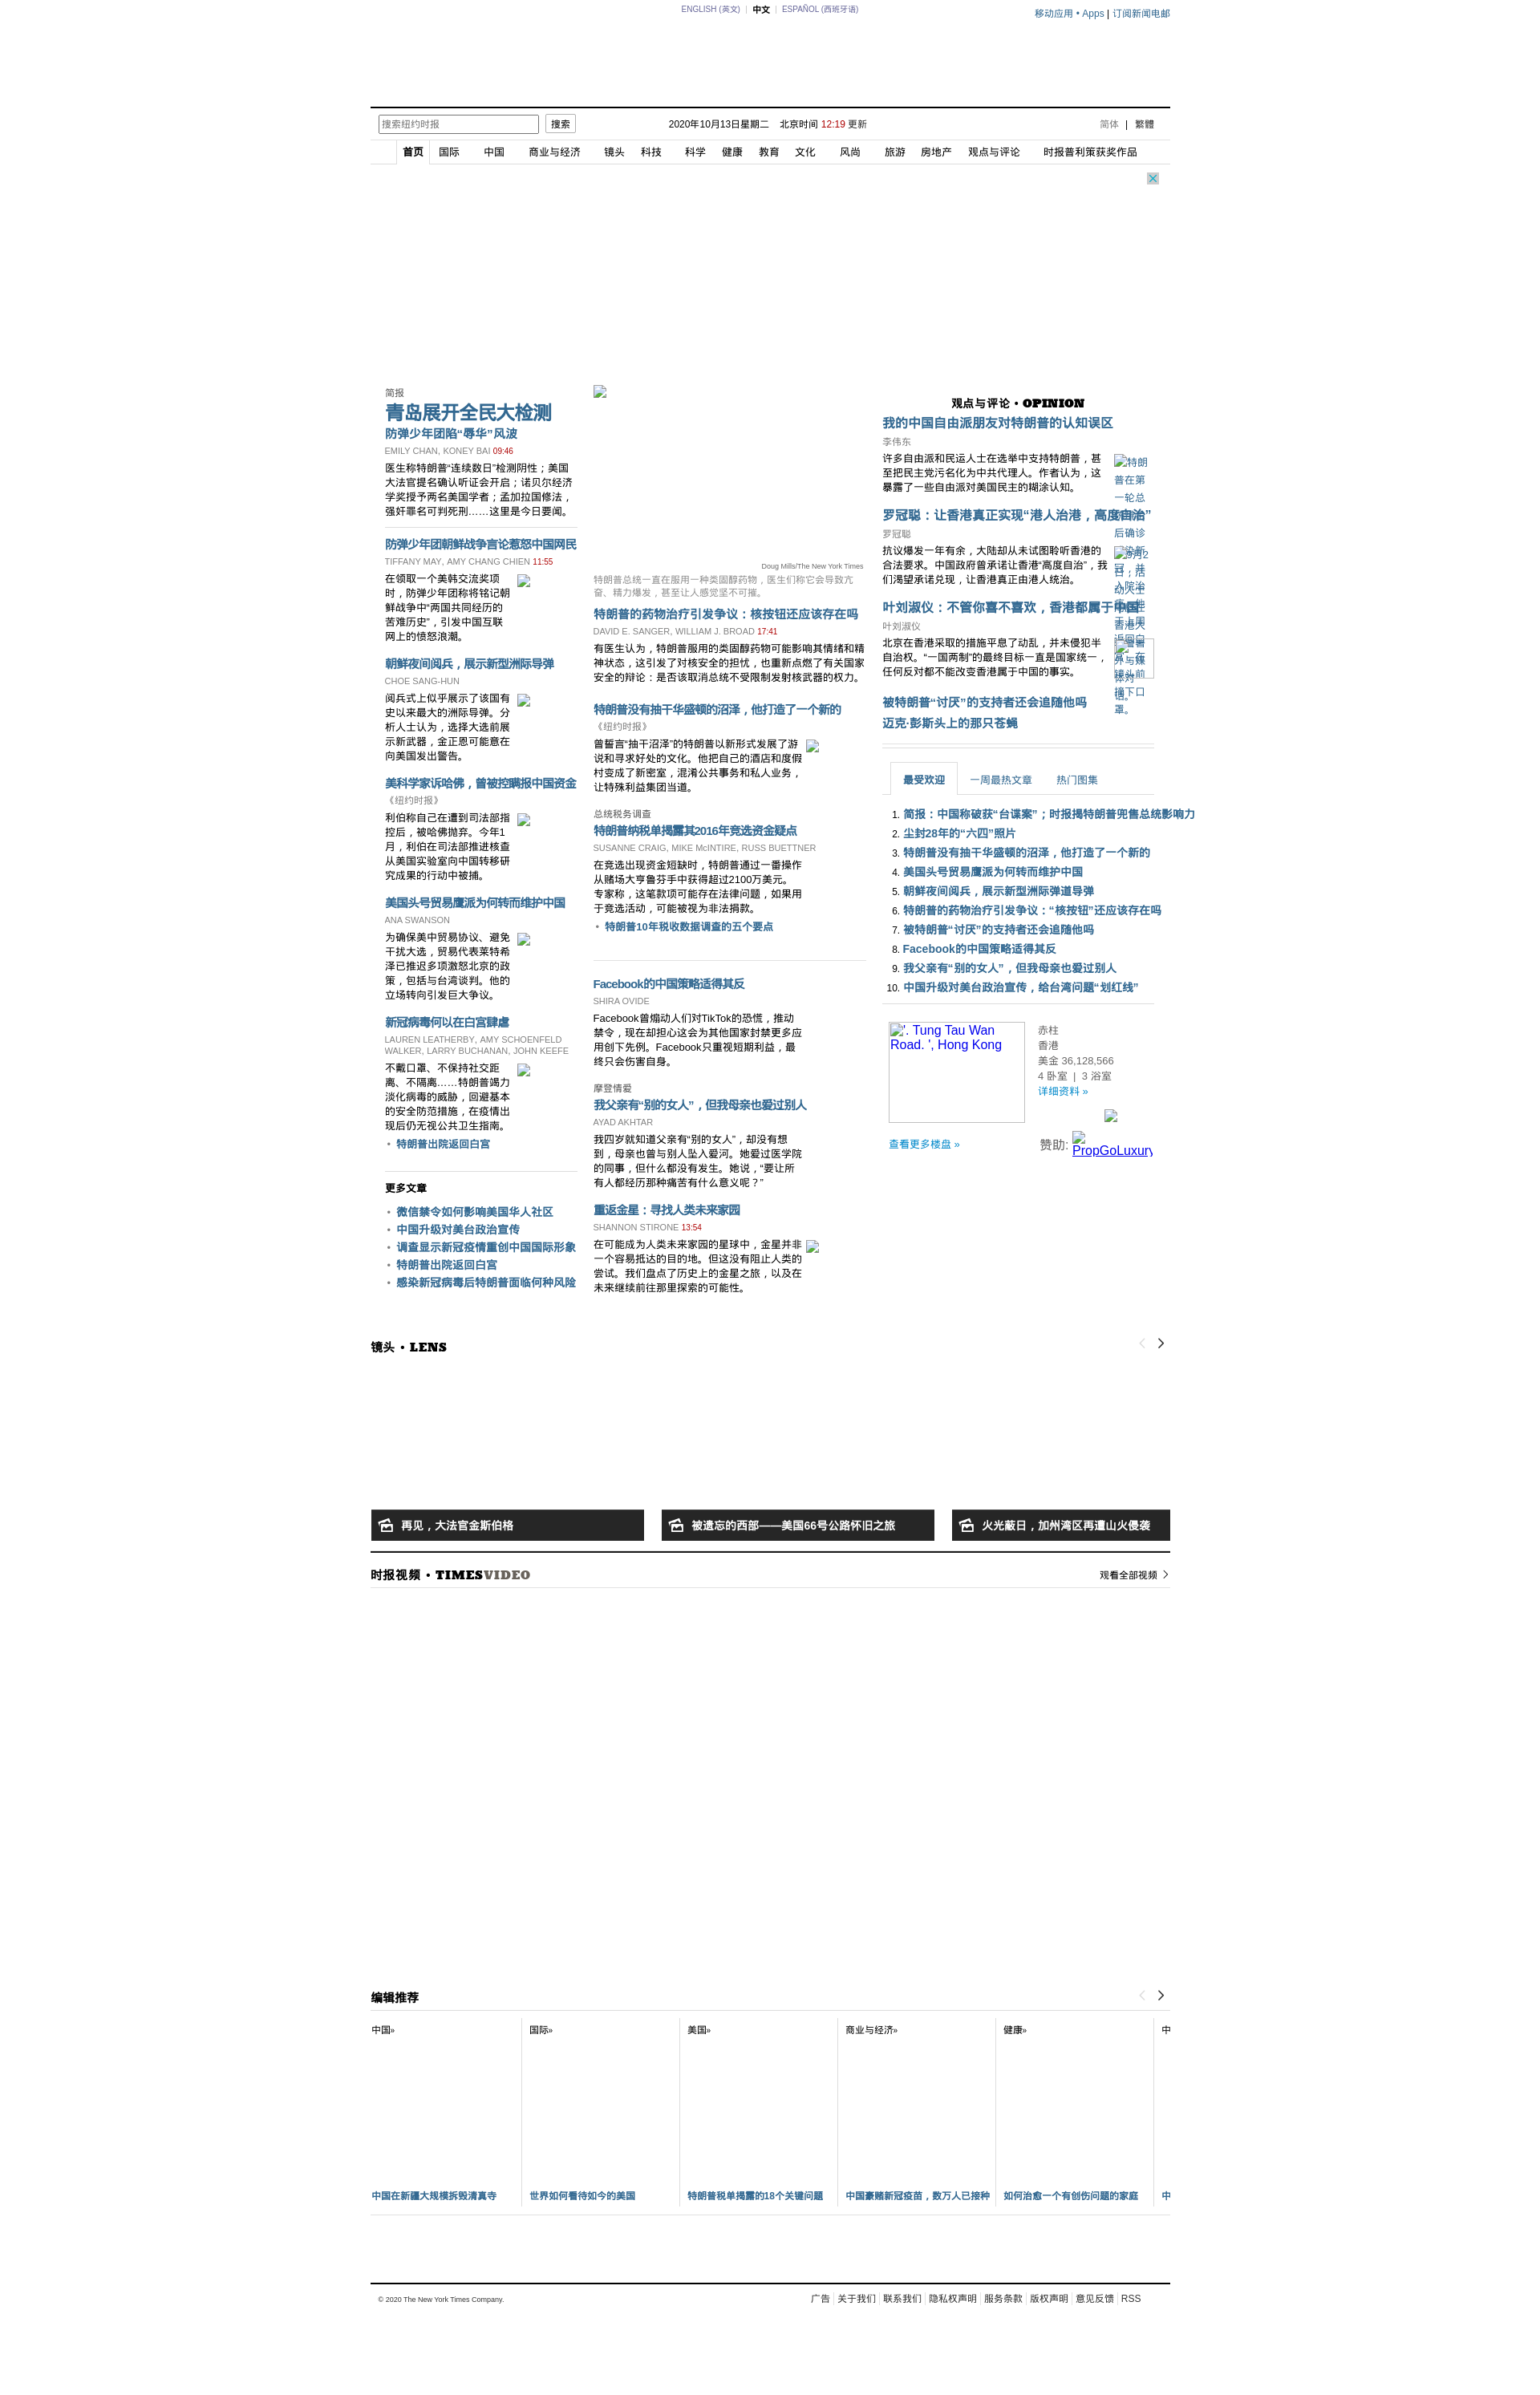 ENGLISH (英文) | 中文 | ESPAÑOL (西班牙语)
移动应用 • Apps | 订阅新闻电邮
搜索纽约时报 搜索 2020年10月13日星期二 北京时间 12:19 更新 简体 | 繁體
首页 国际 中国 商业与经济 镜头 科技 科学 健康 教育 文化 风尚 旅游 房地产 观点与评论 时报普利策获奖作品
简报
青岛展开全民大检测
防弹少年团陷“辱华”风波
EMILY CHAN, KONEY BAI 09:46
医生称特朗普“连续数日”检测阴性；美国
大法官提名确认听证会开启；诺贝尔经济
学奖授予两名美国学者；孟加拉国修法，
强奸罪名可判死刑……这里是今日要闻。
防弹少年团朝鲜战争言论惹怒中国网民
TIFFANY MAY, AMY CHANG CHIEN 11:55
在领取一个美韩交流奖项
时，防弹少年团称将铭记朝
鲜战争中“两国共同经历的
苦难历史”，引发中国互联
网上的愤怒浪潮。
朝鲜夜间阅兵，展示新型洲际导弹
CHOE SANG-HUN
阅兵式上似乎展示了该国有
史以来最大的洲际导弹。分
析人士认为，选择大选前展
示新武器，金正恩可能意在
向美国发出警告。
美科学家诉哈佛，曾被控瞒报中国资金
《纽约时报》
利伯称自己在遭到司法部指
控后，被哈佛抛弃。今年1
月，利伯在司法部推进核查
从美国实验室向中国转移研
究成果的行动中被捕。
美国头号贸易鹰派为何转而维护中国
ANA SWANSON
为确保美中贸易协议、避免
干扰大选，贸易代表莱特希
泽已推迟多项激怒北京的政
策，包括与台湾谈判。他的
立场转向引发巨大争议。
新冠病毒何以在白宫肆虐
LAUREN LEATHERBY, AMY SCHOENFELD
WALKER, LARRY BUCHANAN, JOHN KEEFE
不戴口罩、不保持社交距
离、不隔离……特朗普竭力
淡化病毒的威胁，回避基本
的安全防范措施，在疫情出
现后仍无视公共卫生指南。
• 特朗普出院返回白宫
更多文章
• 微信禁令如何影响美国华人社区
• 中国升级对美台政治宣传
• 调查显示新冠疫情重创中国国际形象
• 特朗普出院返回白宫
• 感染新冠病毒后特朗普面临何种风险
Doug Mills/The New York Times
特朗普总统一直在服用一种类固醇药物，医生们称它会导致亢
奋、精力爆发，甚至让人感觉坚不可摧。
特朗普的药物治疗引发争议：核按钮还应该存在吗
DAVID E. SANGER, WILLIAM J. BROAD 17:41
有医生认为，特朗普服用的类固醇药物可能影响其情绪和精
神状态，这引发了对核安全的担忧，也重新点燃了有关国家
安全的辩论：是否该取消总统不受限制发射核武器的权力。
特朗普没有抽干华盛顿的沼泽，他打造了一个新的
《纽约时报》
曾誓言“抽干沼泽”的特朗普以新形式发展了游
说和寻求好处的文化。他把自己的酒店和度假
村变成了新密室，混淆公共事务和私人业务，
让特殊利益集团当道。
总统税务调查
特朗普纳税单揭露其2016年竞选资金疑点
SUSANNE CRAIG, MIKE McINTIRE, RUSS BUETTNER
在竞选出现资金短缺时，特朗普通过一番操作
从赌场大亨鲁芬手中获得超过2100万美元。
专家称，这笔款项可能存在法律问题，如果用
于竞选活动，可能被视为非法捐款。
• 特朗普10年税收数据调查的五个要点
Facebook的中国策略适得其反
SHIRA OVIDE
Facebook曾煽动人们对TikTok的恐慌，推动
禁令，现在却担心这会为其他国家封禁更多应
用创下先例。Facebook只重视短期利益，最
终只会伤害自身。
摩登情爱
我父亲有“别的女人”，但我母亲也爱过别人
AYAD AKHTAR
我四岁就知道父亲有“别的女人”，却没有想
到，母亲也曾与别人坠入爱河。她爱过医学院
的同事，但什么都没有发生。她说，“要让所
有人都经历那种痛苦有什么意义呢？”
重返金星：寻找人类未来家园
SHANNON STIRONE 13:54
在可能成为人类未来家园的星球中，金星并非
一个容易抵达的目的地。但这没有阻止人类的
尝试。我们盘点了历史上的金星之旅，以及在
未来继续前往那里探索的可能性。
观点与评论 • OPINION
我的中国自由派朋友对特朗普的认知误区
李伟东
许多自由派和民运人士在选举中支持特朗普，甚
至把民主党污名化为中共代理人。作者认为，这
暴露了一些自由派对美国民主的糊涂认知。
特朗
普在第
一轮总
罗冠聪：让香港真正实现“港人治港，高度自治”
罗冠聪
抗议爆发一年有余，大陆却从未试图聆听香港的
合法要求。中国政府曾承诺让香港“高度自治”，我
们渴望承诺兑现，让香港真正由港人统治。
后确诊
叶刘淑仪：不管你喜不喜欢，香港都属于中国
叶刘淑仪
北京在香港采取的措施平息了动乱，并未侵犯半
自治权。“一国两制”的最终目标一直是国家统一，
任何反对都不能改变香港属于中国的事实。
罩。
被特朗普“讨厌”的支持者还会追随他吗
迈克·彭斯头上的那只苍蝇
最受欢迎 一周最热文章 热门图集
1. 简报：中国称破获“台谍案”；时报揭特朗普兜售总统影响力
2. 尘封28年的“六四”照片
3. 特朗普没有抽干华盛顿的沼泽，他打造了一个新的
4. 美国头号贸易鹰派为何转而维护中国
5. 朝鲜夜间阅兵，展示新型洲际弹道导弹
6. 特朗普的药物治疗引发争议：“核按钮”还应该存在吗
7. 被特朗普“讨厌”的支持者还会追随他吗
8. Facebook的中国策略适得其反
9. 我父亲有“别的女人”，但我母亲也爱过别人
10. 中国升级对美台政治宣传，给台湾问题“划红线”
'. Tung Tau Wan
Road. ', Hong Kong
赤柱
香港
美金 36,128,566
4 卧室 | 3 浴室
详细资料 »
查看更多楼盘 »
赞助: PropGoLuxury
镜头 • LENS
再见，大法官金斯伯格
被遗忘的西部——美国66号公路怀旧之旅
火光蔽日，加州湾区再遭山火侵袭
时报视频 • TIMESVIDEO
观看全部视频
编辑推荐
中国» 国际» 美国» 商业与经济» 健康» 中
中国在新疆大规模拆毁清真寺 世界如何看待如今的美国 特朗普税单揭露的18个关键问题 中国豪赌新冠疫苗，数万人已接种 如何治愈一个有创伤问题的家庭 中
© 2020 The New York Times Company.
广告 关于我们 联系我们 隐私权声明 服务条款 版权声明 意见反馈 RSS